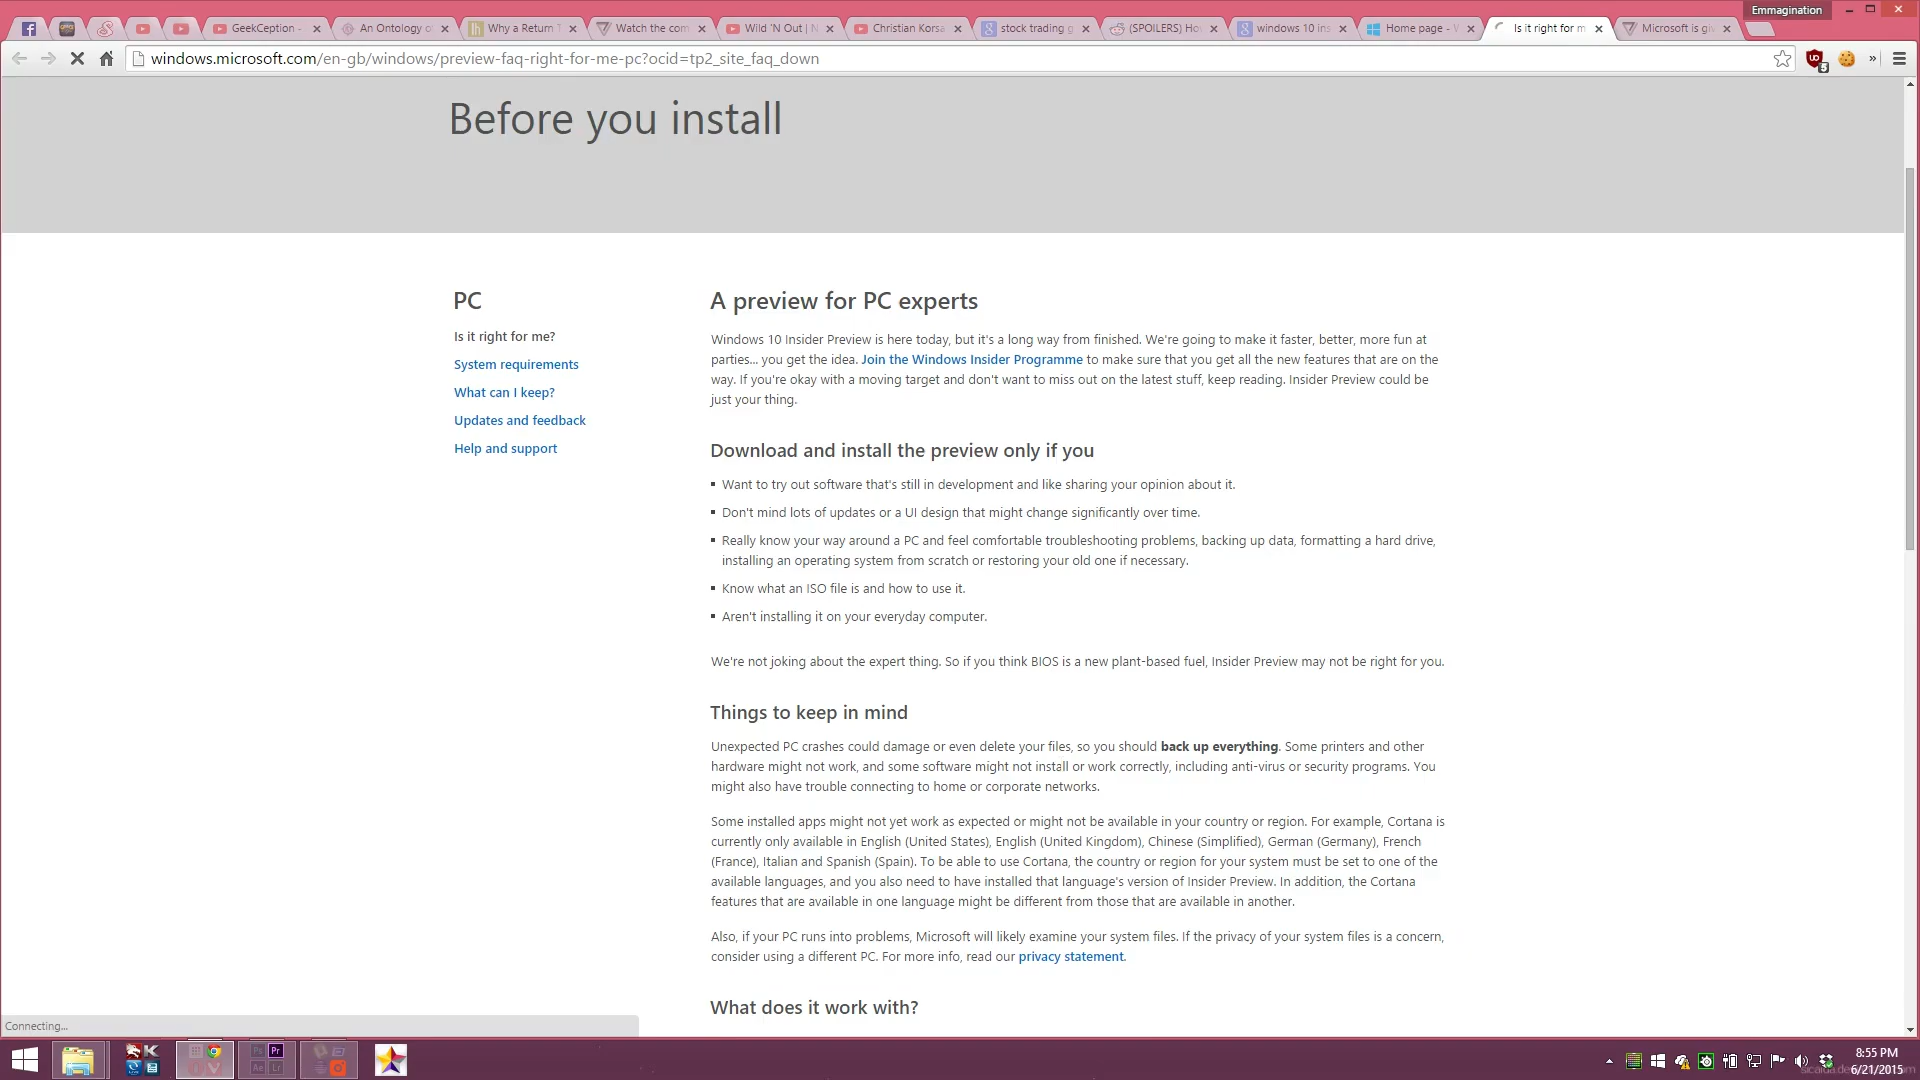 Emmagination
GeekCeption -
An Ontology o
Why a Return T
Watch the com
Wild 'N Out | N
Christian Korsa
stock trading g
(SPOILERS) Ho
windows 10 ins
Home page - W
Is it right for m
Microsoft is gi
windows.microsoft.com/en-gb/windows/preview-faq-right-for-me-pc?ocid=tp2_site_faq_down
Before you install
PC
Is it right for me?
System requirements
What can I keep?
Updates and feedback
Help and support
A preview for PC experts
Windows 10 Insider Preview is here today, but it's a long way from finished. We're going to make it faster, better, more fun at
parties... you get the idea. Join the Windows Insider Programme to make sure that you get all the new features that are on the
way. If you're okay with a moving target and don't want to miss out on the latest stuff, keep reading. Insider Preview could be
just your thing.
Download and install the preview only if you
Want to try out software that's still in development and like sharing your opinion about it.
Don't mind lots of updates or a UI design that might change significantly over time.
Really know your way around a PC and feel comfortable troubleshooting problems, backing up data, formatting a hard drive,
installing an operating system from scratch or restoring your old one if necessary.
Know what an ISO file is and how to use it.
Aren't installing it on your everyday computer.
We're not joking about the expert thing. So if you think BIOS is a new plant-based fuel, Insider Preview may not be right for you.
Things to keep in mind
Unexpected PC crashes could damage or even delete your files, so you should back up everything. Some printers and other
hardware might not work, and some software might not install or work correctly, including anti-virus or security programs. You
might also have trouble connecting to home or corporate networks.
Some installed apps might not yet work as expected or might not be available in your country or region. For example, Cortana is
currently only available in English (United States), English (United Kingdom), Chinese (Simplified), German (Germany), French
(France), Italian and Spanish (Spain). To be able to use Cortana, the country or region for your system must be set to one of the
available languages, and you also need to have installed that language's version of Insider Preview. In addition, the Cortana
features that are available in one language might be different from those that are available in another.
Also, if your PC runs into problems, Microsoft will likely examine your system files. If the privacy of your system files is a concern,
consider using a different PC. For more info, read our privacy statement.
What does it work with?
Connecting...
8:55 PM
6/21/2015